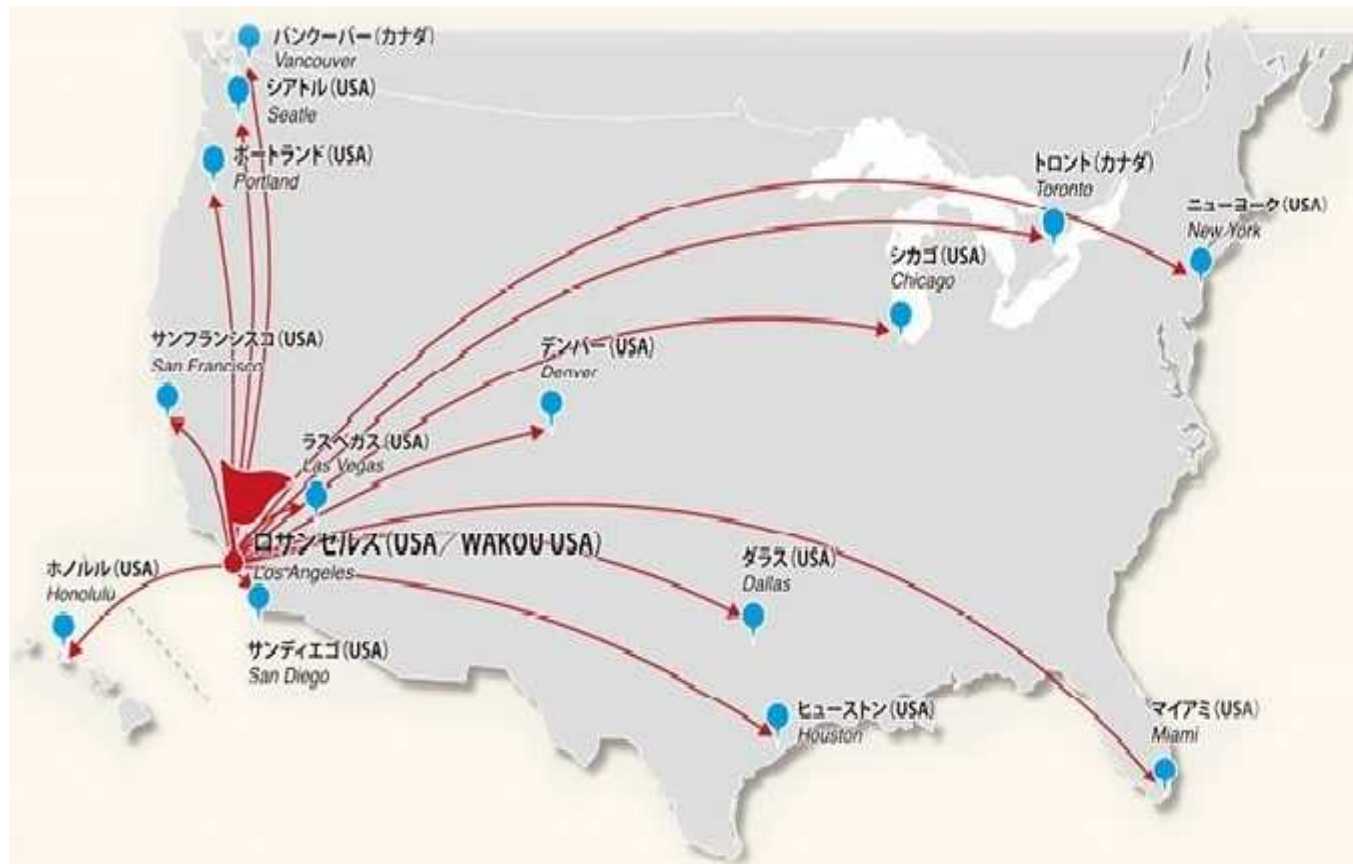 バンクーバー(カナダ)
Vancouver
シアトル(USA)
Seatle
ポートランド(USA)
Portland
トロント(カナダ)
Toronto
ニューヨーク(USA)
New York
シカゴ(USA)
Chicago
サンフランシスコ(USA)
San Francisco
デンバー(USA)
Denver
ラスベガス(USA)
Las Vegas
ロサンゼルス(USA/WAKOU USA)
Los Angeles
ホノルル(USA)
Honolulu
ダラス(USA)
Dallas
サンディエゴ(USA)
San Diego
ヒューストン(USA)
Houston
マイアミ(USA)
Miami